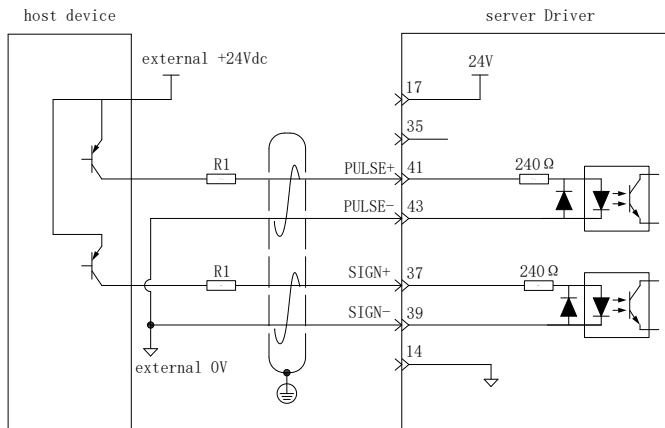 host device
server Driver
external +24Vdc
24V
17
35
R1
PULSE+
41
240Ω
PULSE-
43
R1
SIGN+
37
240Ω
SIGN-
39
external 0V
14